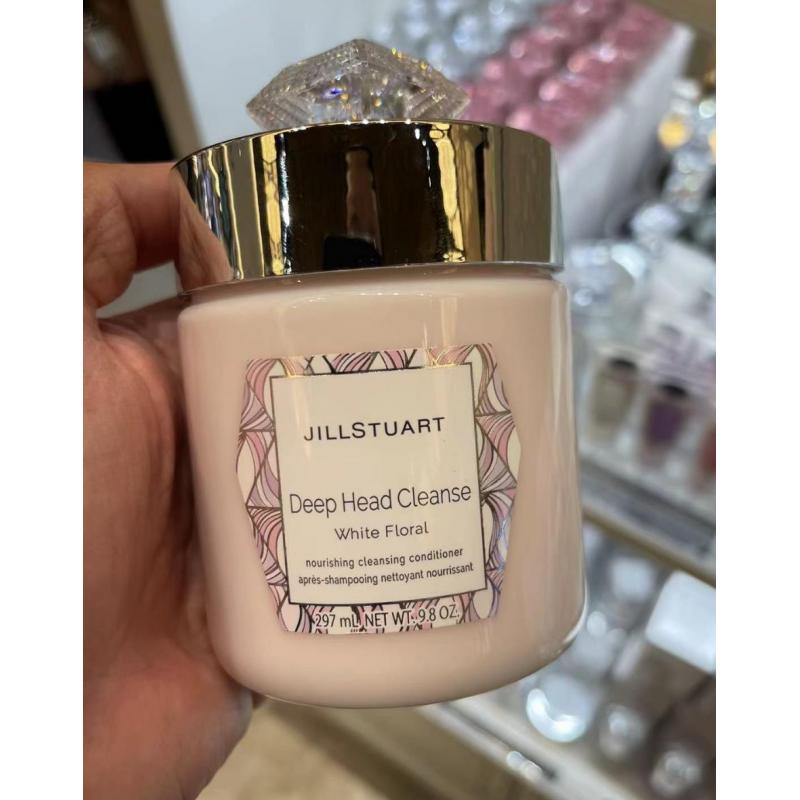 JILLSTUART
Deep Head Cleanse
White Floral
nourishing cleansing conditioner
après-shampooing nettoyant nourrissant
297 mL NET WT. 9.8 OZ.